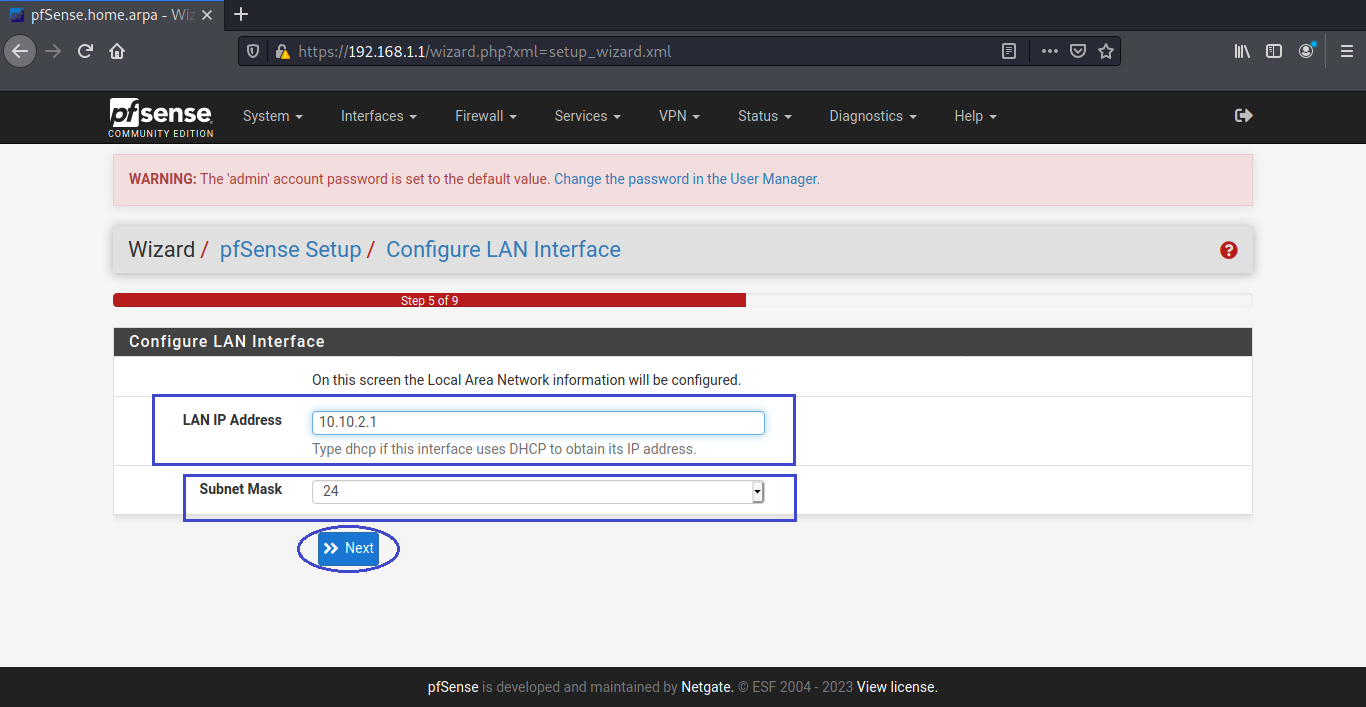 pfSense.home.arpa - Wiz
https://192.168.1.1/wizard.php?xml=setup_wizard.xml
pfsense
COMMUNITY EDITION
System
Interfaces
Firewall
Services
VPN
Status
Diagnostics
Help
WARNING: The 'admin' account password is set to the default value. Change the password in the User Manager.
Wizard / pfSense Setup / Configure LAN Interface
Step 5 of 9
Configure LAN Interface
On this screen the Local Area Network information will be configured.
LAN IP Address
10.10.2.1
Type dhcp if this interface uses DHCP to obtain its IP address.
Subnet Mask
24
Next
pfSense is developed and maintained by Netgate. © ESF 2004 - 2023 View license.